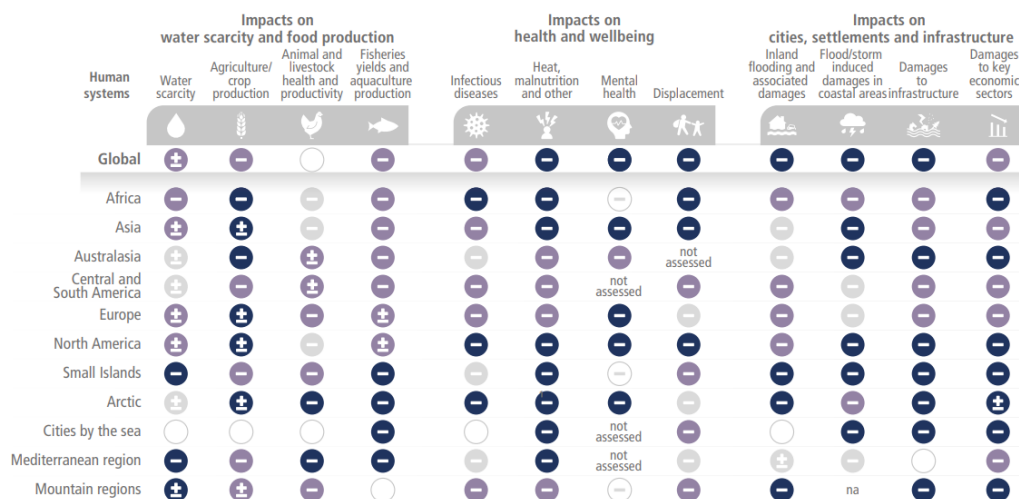 Impacts on
water scarcity and food production
Impacts on
health and wellbeing
Impacts on
cities, settlements and infrastructure
Human
systems
Water
scarcity
Agriculture/
crop
production
Animal and
livestock
health and
productivity
Fisheries
yields and
aquaculture
production
Infectious
diseases
Heat,
malnutrition
and other
Mental
health
Displacement
Inland
flooding and
associated
damages
Flood/storm
induced
damages in
coastal areas
Damages
to
infrastructure
Damages
to key
economic
sectors
Global
Africa
Asia
Australasia
not
assessed
Central and
South America
not
assessed
Europe
North America
Small Islands
Arctic
Cities by the sea
not
assessed
Mediterranean region
not
assessed
Mountain regions
na